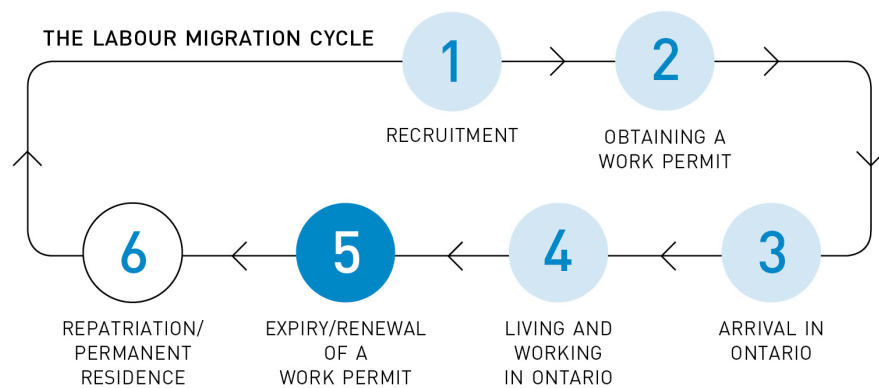 THE LABOUR MIGRATION CYCLE
1
RECRUITMENT
2
OBTAINING A
WORK PERMIT
3
ARRIVAL IN
ONTARIO
4
LIVING AND
WORKING
IN ONTARIO
5
EXPIRY/RENEWAL
OF A
WORK PERMIT
6
REPATRIATION/
PERMANENT
RESIDENCE